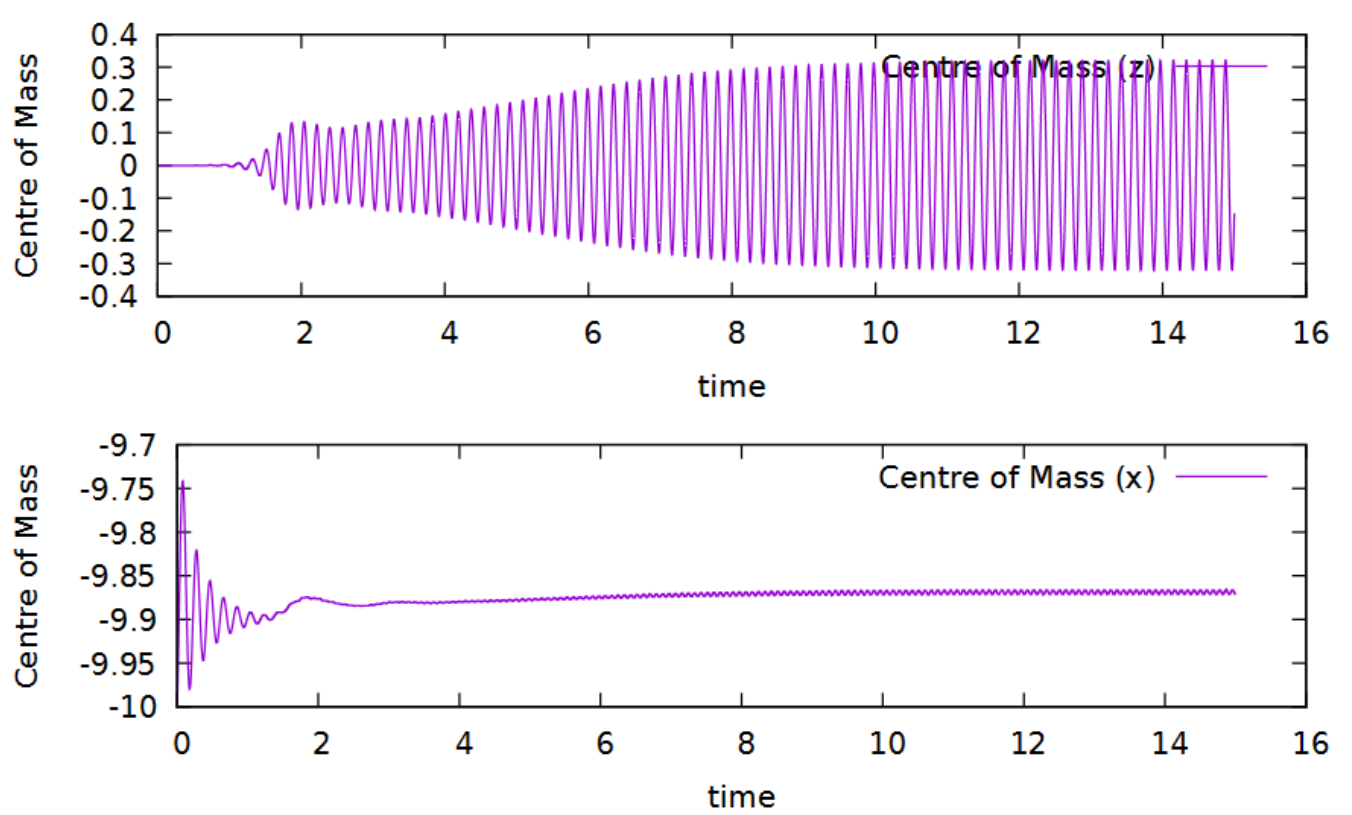 Centre of Mass
0.4
0.3
0.2
0.1
0
-0.1
-0.2
-0.3
-0.4
Centre of Mass (z)
0 2 4 6 8 10 12 14 16
time
Centre of Mass
-9.7
-9.75
-9.8
-9.85
-9.9
-9.95
-10
Centre of Mass (x)
0 2 4 6 8 10 12 14 16
time